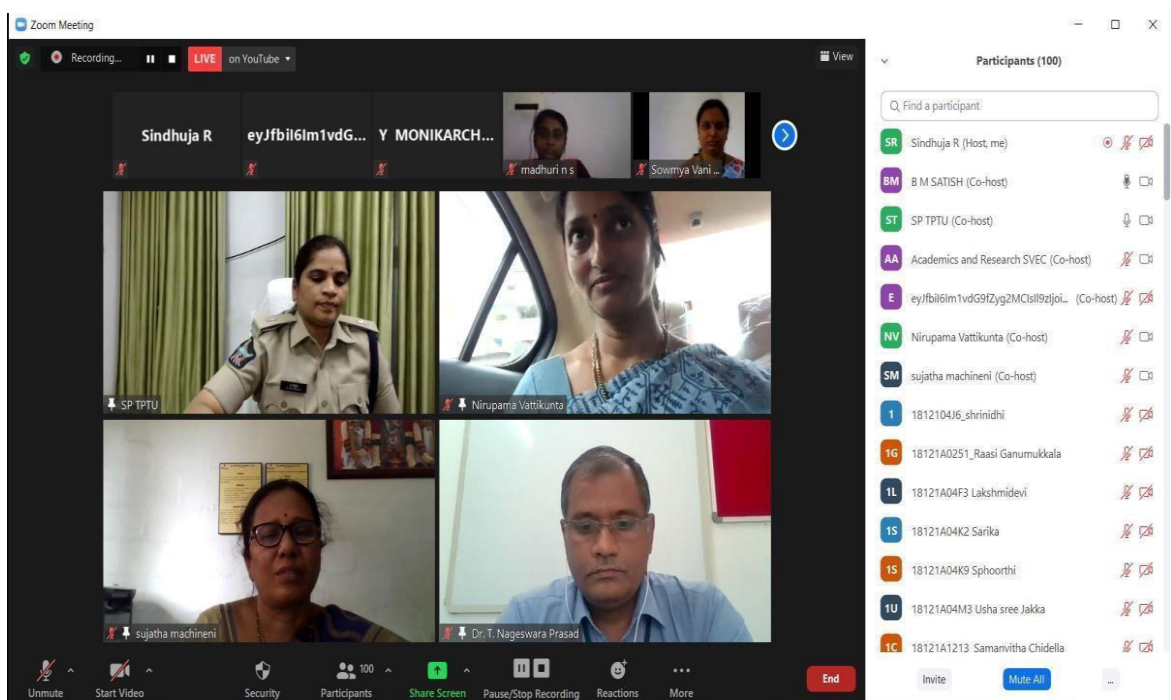 Zoom Meeting
Recording...
LIVE on YouTube
View
Sindhuja R
eyJfbil6Im1vdG...
Y MONIKARCH...
madhuri n s
Sowmya Vani ...
SP TPTU
Nirupama Vattikunta
sujatha machineni
Dr. T. Nageswara Prasad
Unmute
Start Video
Security
100
Participants
Share Screen
Pause/Stop Recording
Reactions
More
End
Participants (100)
Find a participant
SR Sindhuja R (Host, me)
BM B M SATISH (Co-host)
ST SP TPTU (Co-host)
AA Academics and Research SVEC (Co-host)
E eyJfbil6Im1vdG9fZyg2MClsIl9zIjoi... (Co-host)
NV Nirupama Vattikunta (Co-host)
SM sujatha machineni (Co-host)
1 1812104J6_shrinidhi
1G 18121A0251_Raasi Ganumukkala
1L 18121A04F3 Lakshmidevi
1S 18121A04K2 Sarika
1S 18121A04K9 Sphoorthi
1U 18121A04M3 Usha sree Jakka
1C 18121A1213 Samanvitha Chidella
Invite
Mute All
...